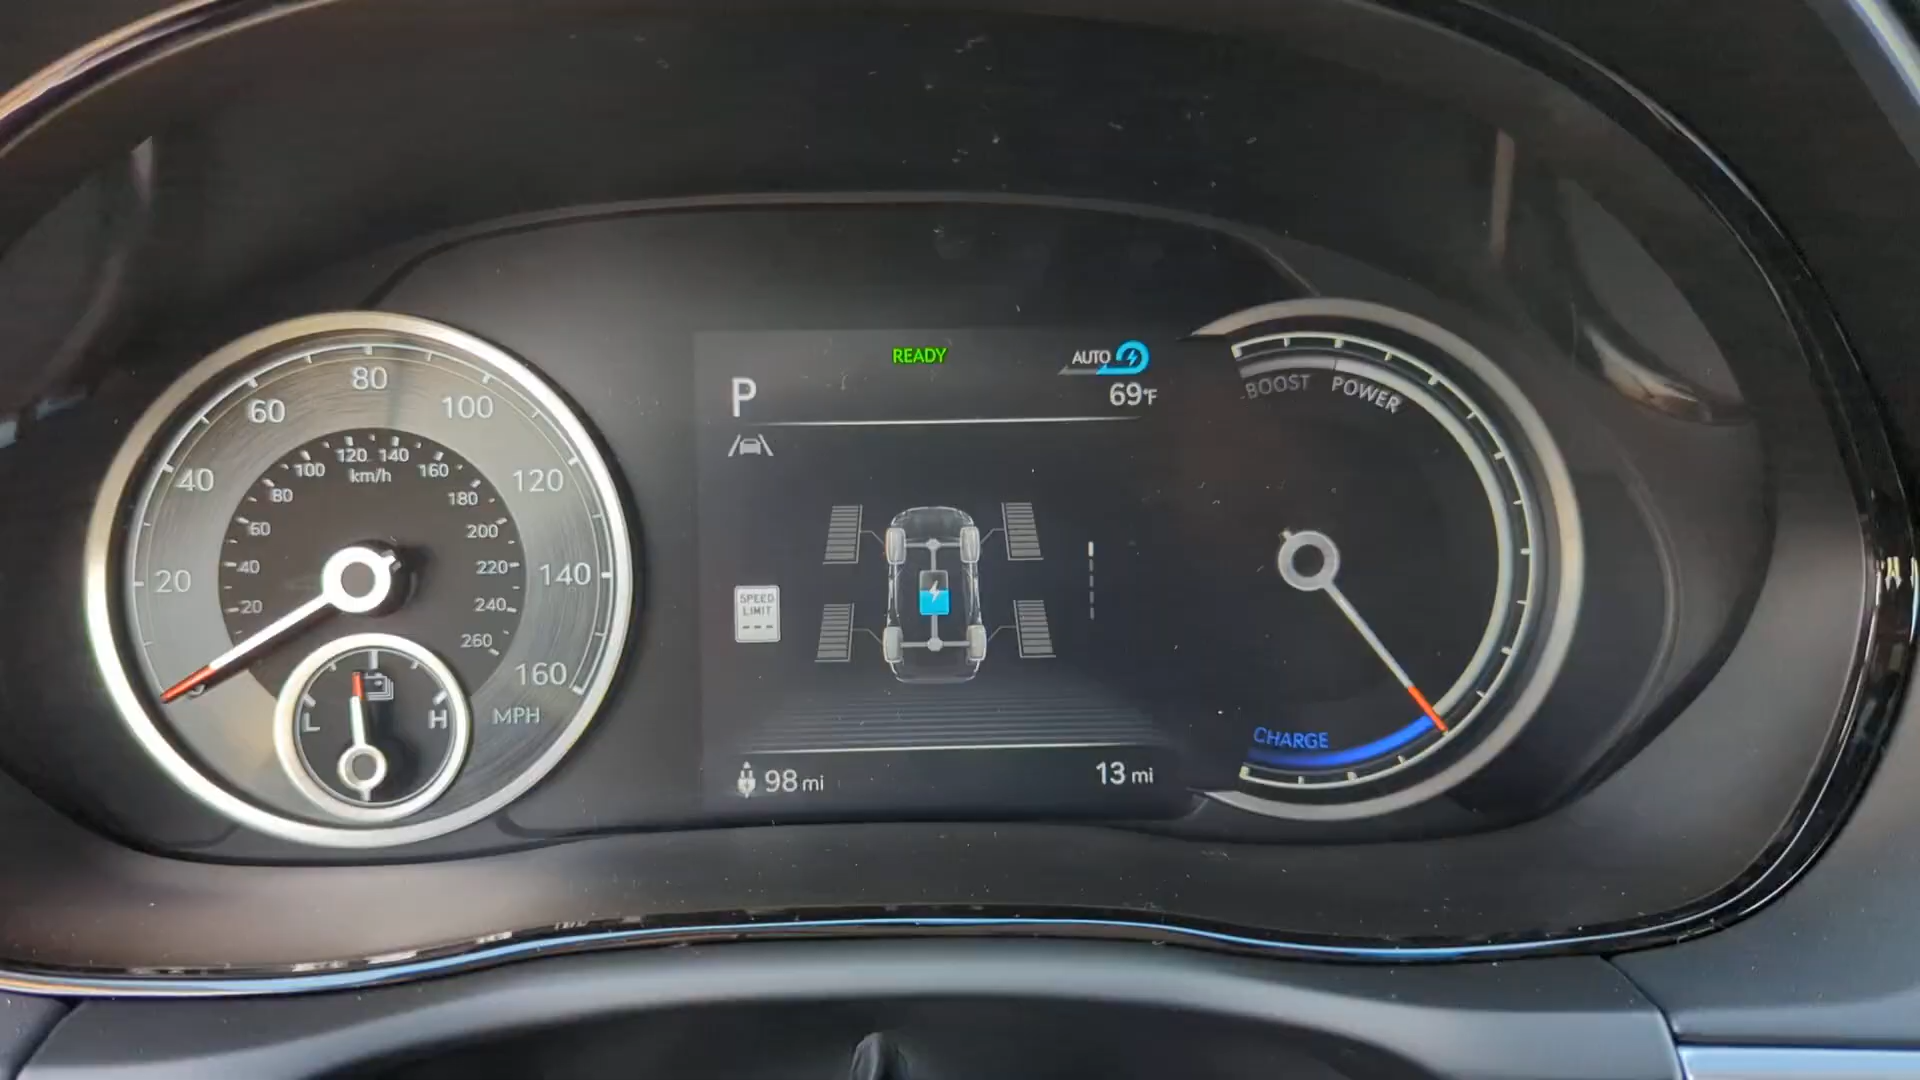 READY
AUTO
P
69°F
SPEED
LIMIT
---
98 mi
13 mi
20
40
60
80
100
120
140
160
MPH
20
40
60
80
100
120
140
160
180
200
220
240
260
km/h
L
H
BOOST
POWER
CHARGE